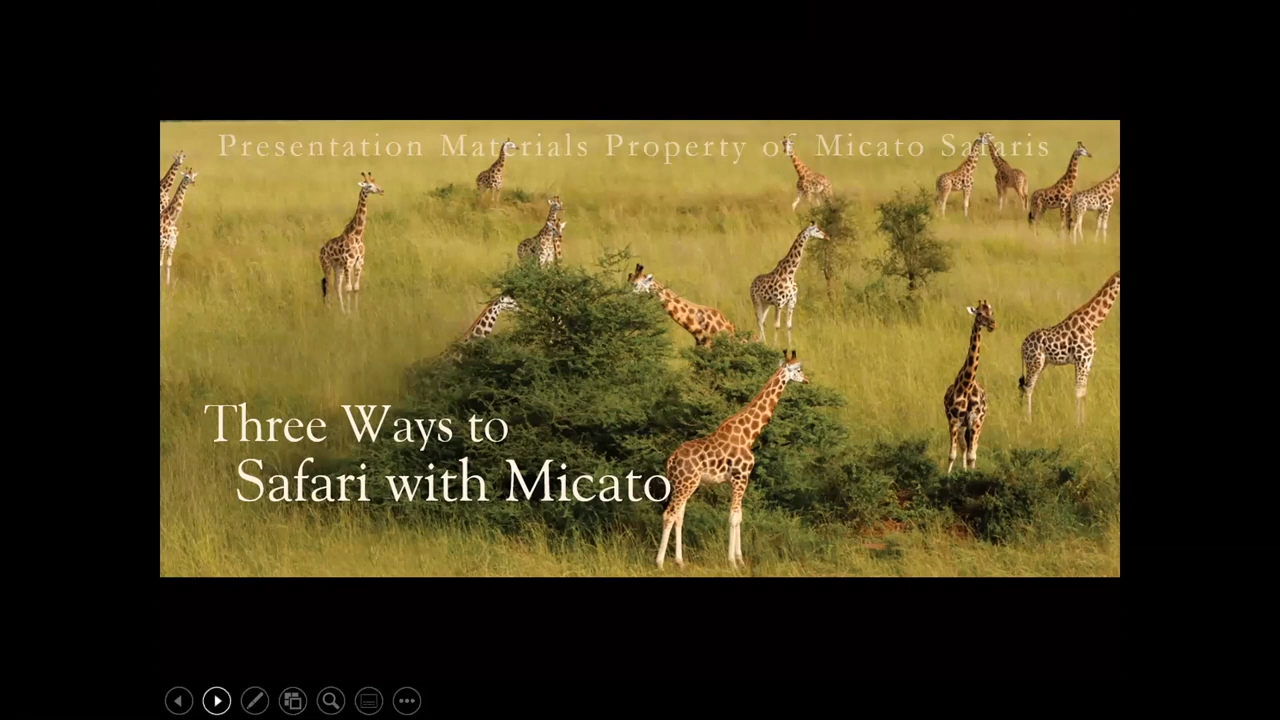 Presentation Materials Property of Micato Safaris
Three Ways to
Safari with Micato